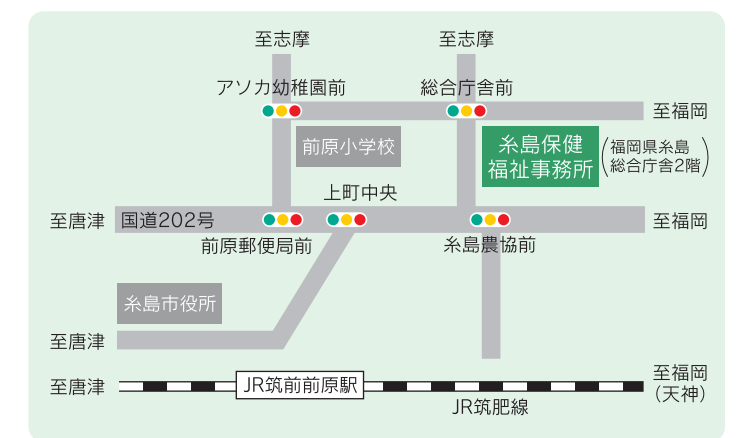 至志摩
至志摩
アソカ幼稚園前
総合庁舎前
至福岡
前原小学校
糸島保健
福祉事務所
(福岡県糸島
総合庁舎2階)
上町中央
至唐津
国道202号
至福岡
前原郵便局前
糸島農協前
糸島市役所
至唐津
至唐津
JR筑前前原駅
至福岡
(天神)
JR筑肥線